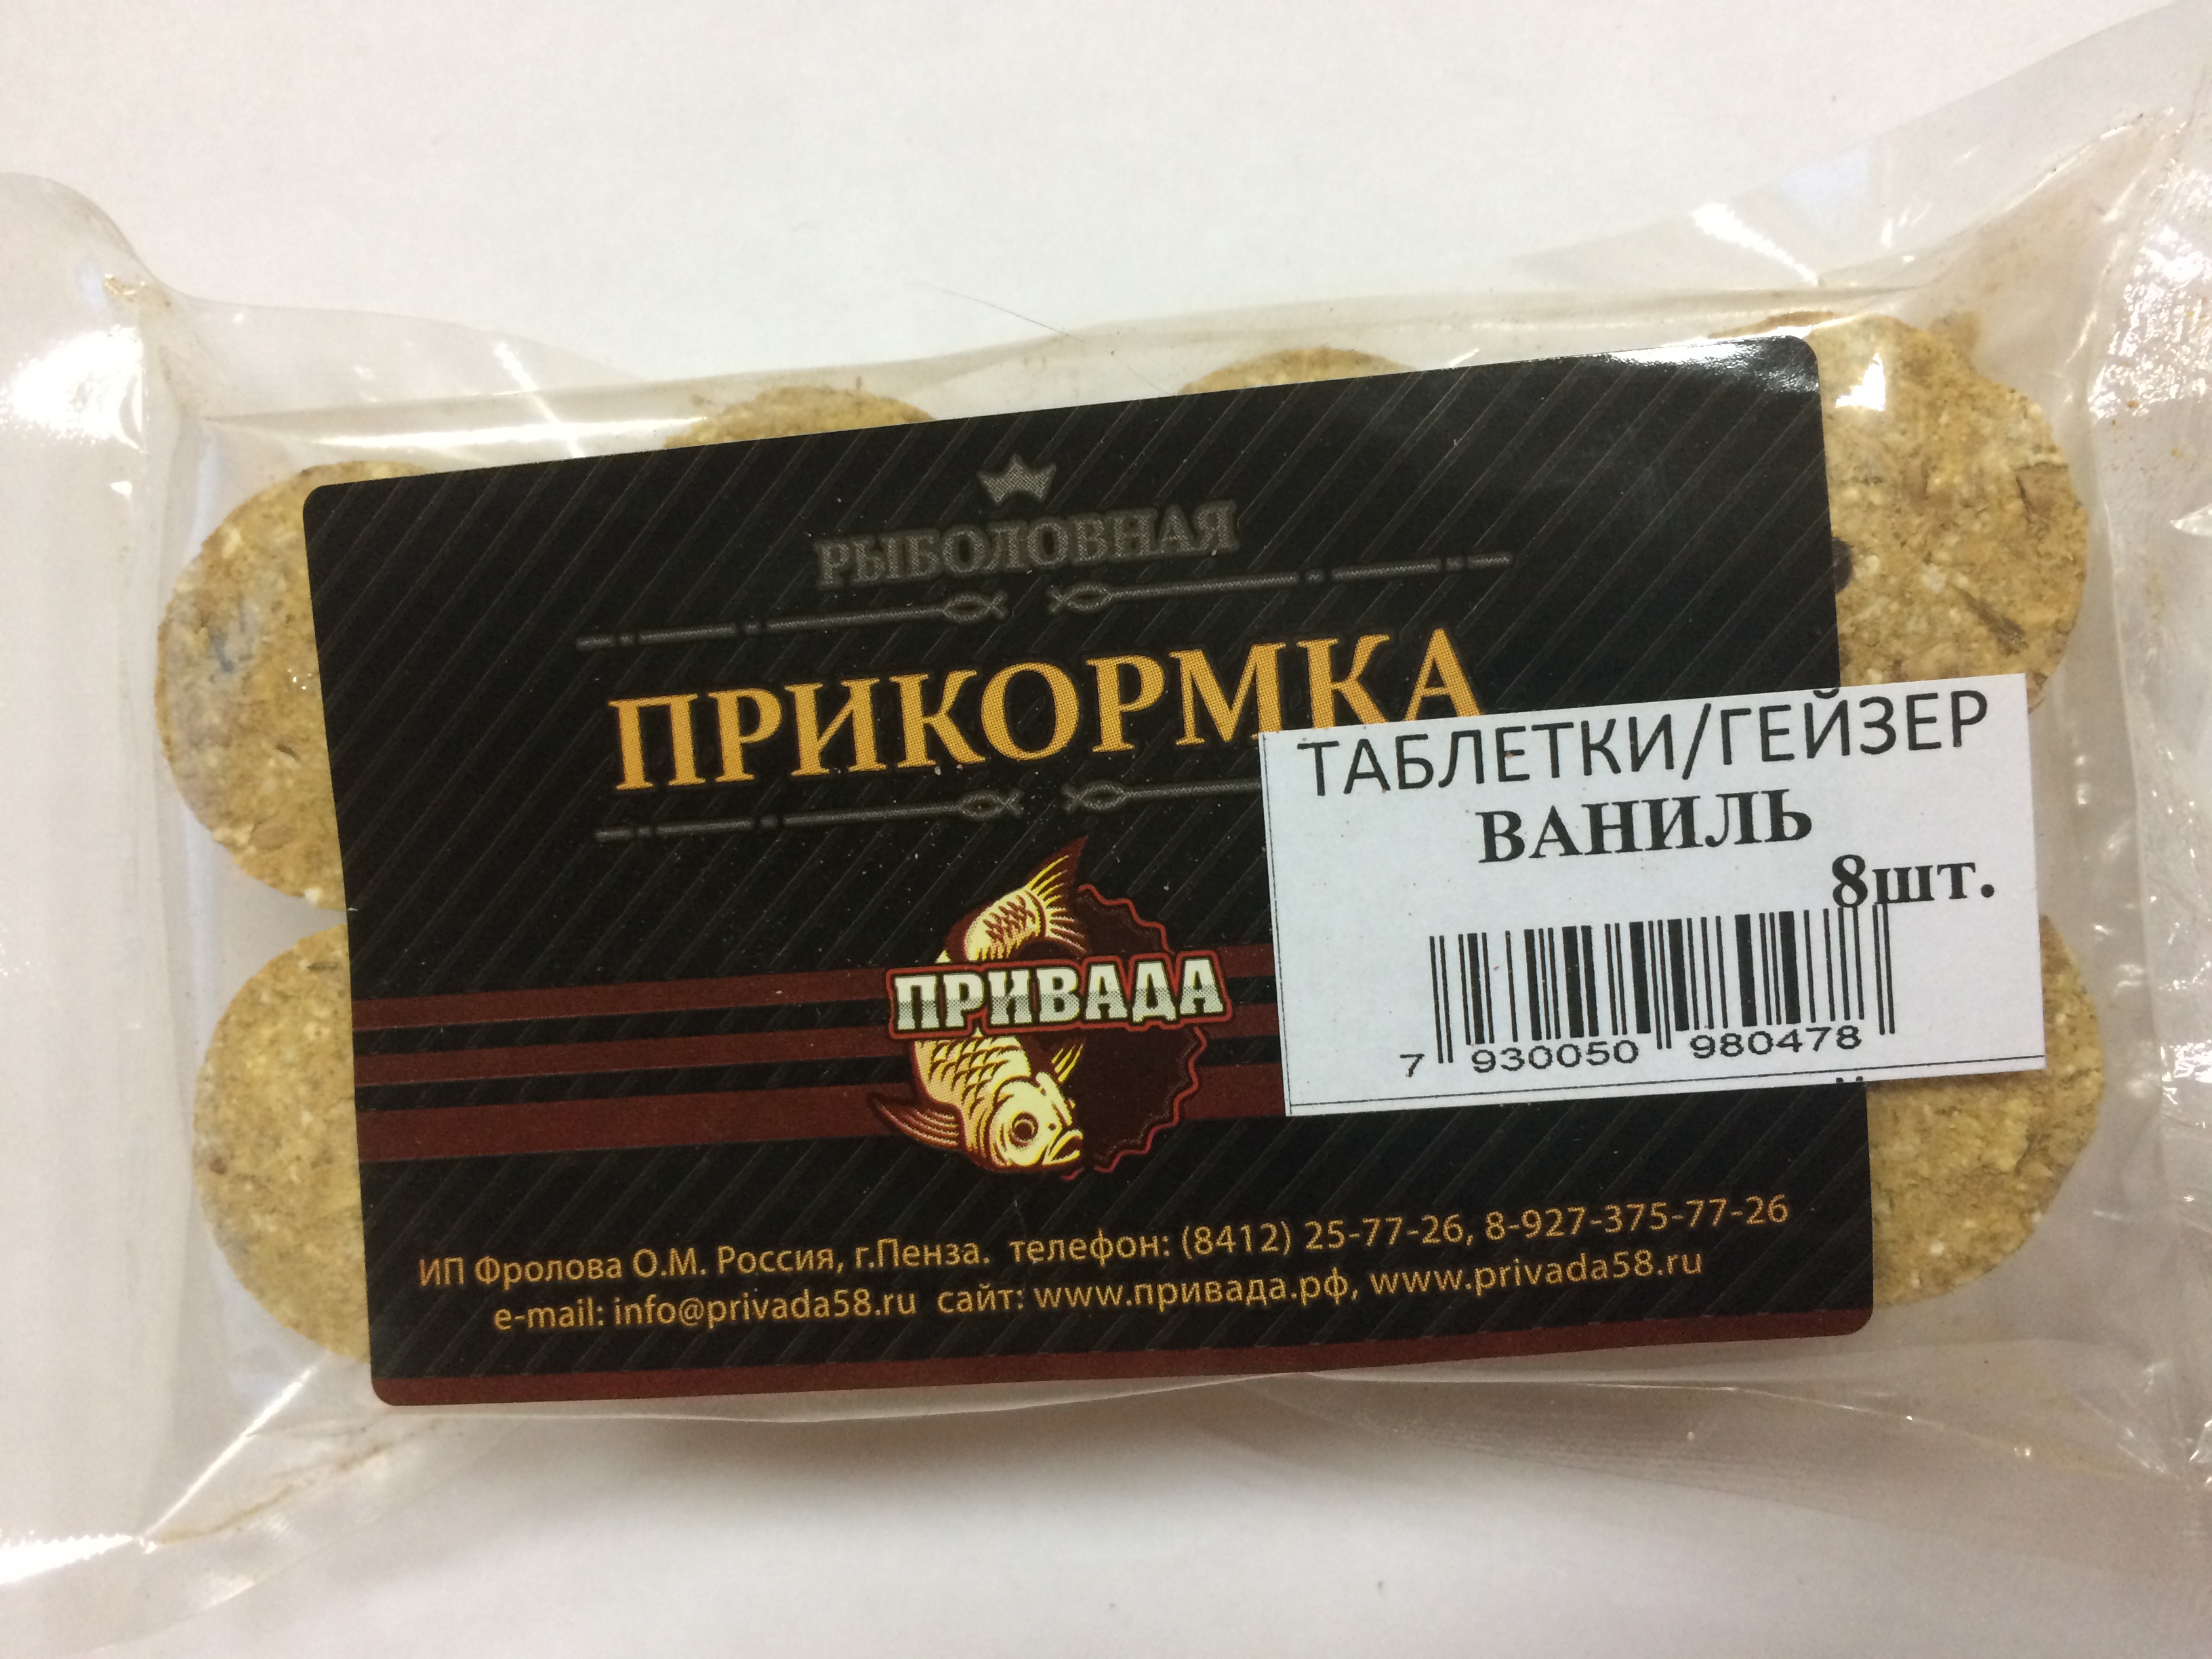 РЫБОЛОВНАЯ
ПРИКОРМКА
ТАБЛЕТКИ/ГЕЙЗЕР
ВАНИЛЬ
8шт.
7 930050 980478
ПРИВАДА
ИП Фролова О.М. Россия, г.Пенза. телефон: (8412) 25-77-26, 8-927-375-77-26
e-mail: info@privada58.ru сайт: www.привада.рф, www.privada58.ru